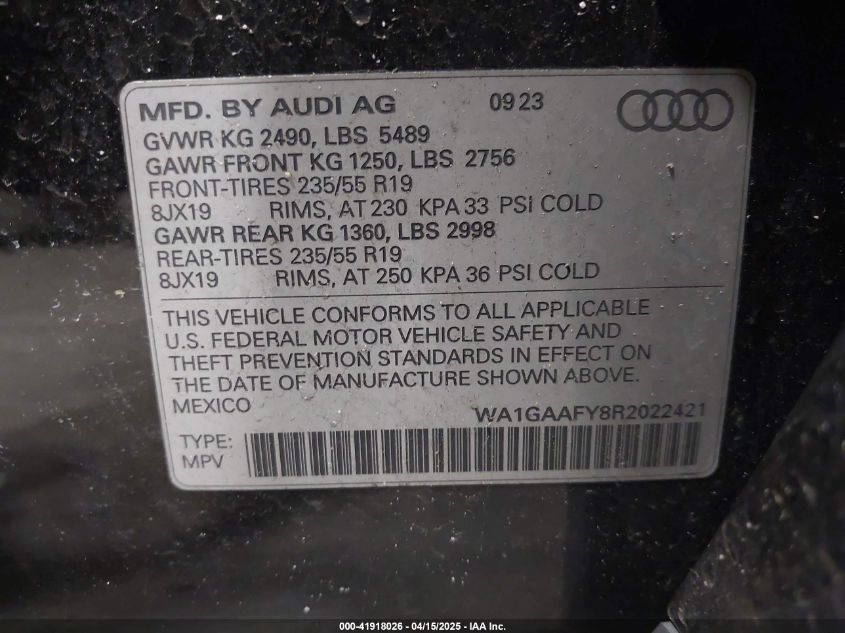 MFD. BY AUDI AG 09 23
GVWR KG 2490, LBS 5489
GAWR FRONT KG 1250, LBS 2756
FRONT-TIRES 235/55 R19
8JX19 RIMS, AT 230 KPA 33 PSI COLD
GAWR REAR KG 1360, LBS 2998
REAR-TIRES 235/55 R19
8JX19 RIMS, AT 250 KPA 36 PSI COLD
THIS VEHICLE CONFORMS TO ALL APPLICABLE
U.S. FEDERAL MOTOR VEHICLE SAFETY AND
THEFT PREVENTION STANDARDS IN EFFECT ON
THE DATE OF MANUFACTURE SHOWN ABOVE.
MEXICO WA1GAAFY8R2022421
TYPE:
MPV
000-41918026 - 04/15/2025 - IAA Inc.